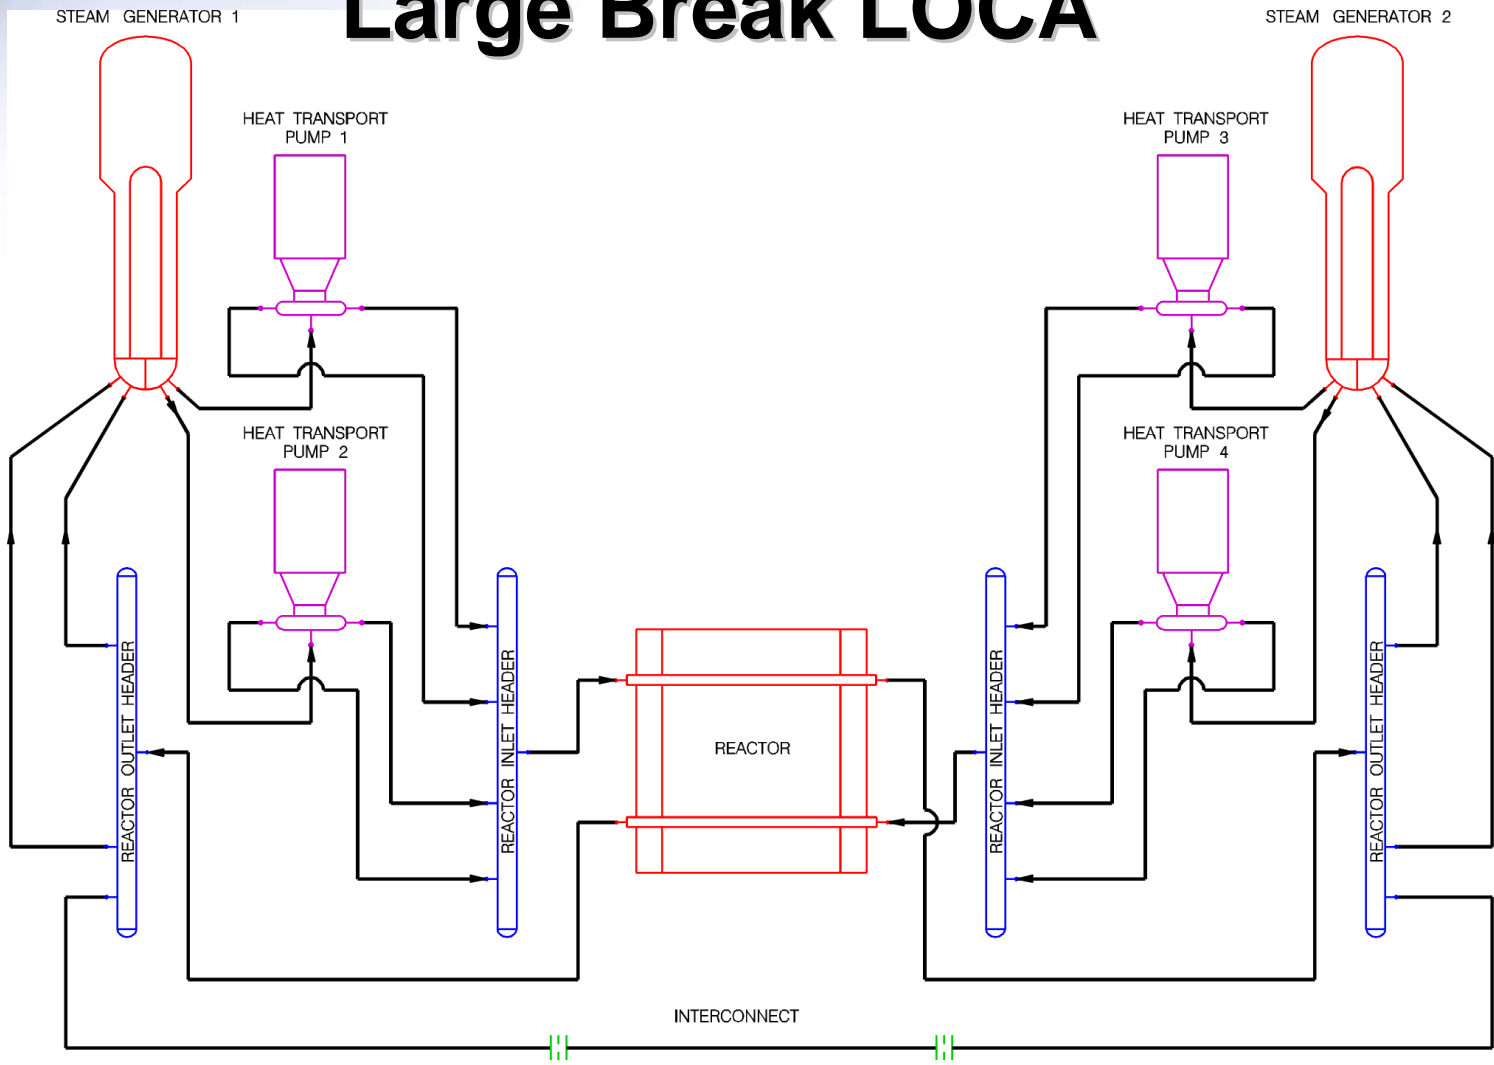 Large Break LOCA
STEAM GENERATOR 1
STEAM GENERATOR 2
HEAT TRANSPORT
PUMP 1
HEAT TRANSPORT
PUMP 3
HEAT TRANSPORT
PUMP 2
HEAT TRANSPORT
PUMP 4
REACTOR OUTLET HEADER
REACTOR INLET HEADER
REACTOR
REACTOR INLET HEADER
REACTOR OUTLET HEADER
INTERCONNECT